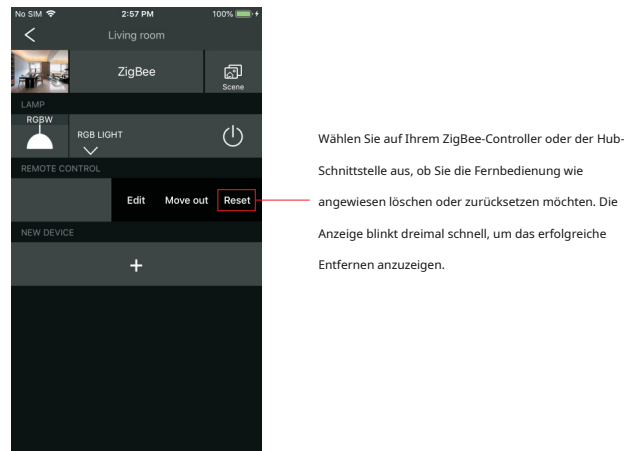 No SIM 2:57 PM 100%
Living room
ZigBee
Scene
LAMP
RGBW
RGB LIGHT
REMOTE CONTROL
Edit Move out Reset
NEW DEVICE
+
Wählen Sie auf Ihrem ZigBee-Controller oder der Hub-
Schnittstelle aus, ob Sie die Fernbedienung wie
angewiesen löschen oder zurücksetzen möchten. Die
Anzeige blinkt dreimal schnell, um das erfolgreiche
Entfernen anzuzeigen.